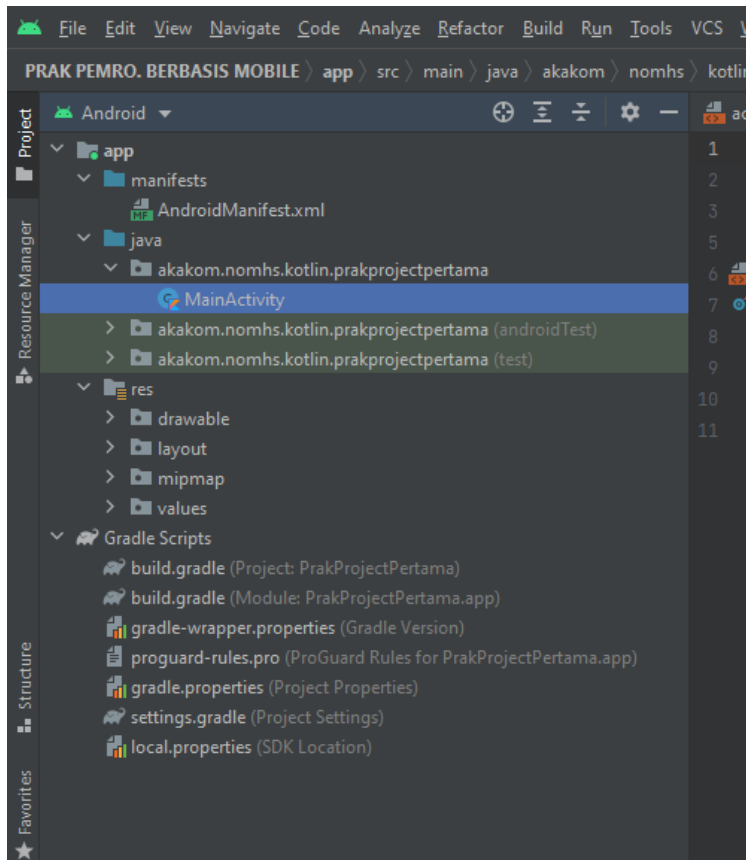 File Edit View Navigate Code Analyze Refactor Build Run Tools VCS
PRAK PEMRO. BERBASIS MOBILE 〉 app 〉 src 〉 main 〉 java 〉 akakom 〉 nomhs 〉
Android
Project
Resource Manager
Structure
Favorites
app
manifests
MF AndroidManifest.xml
java
akakom.nomhs.kotlin.prakprojectpertama
MainActivity
akakom.nomhs.kotlin.prakprojectpertama (androidTest)
akakom.nomhs.kotlin.prakprojectpertama (test)
res
drawable
layout
mipmap
values
Gradle Scripts
build.gradle (Project: PrakProjectPertama)
build.gradle (Module: PrakProjectPertama.app)
gradle-wrapper.properties (Gradle Version)
proguard-rules.pro (ProGuard Rules for PrakProjectPertama.app)
gradle.properties (Project Properties)
settings.gradle (Project Settings)
local.properties (SDK Location)
1
2
3
5
6
7
8
9
10
11